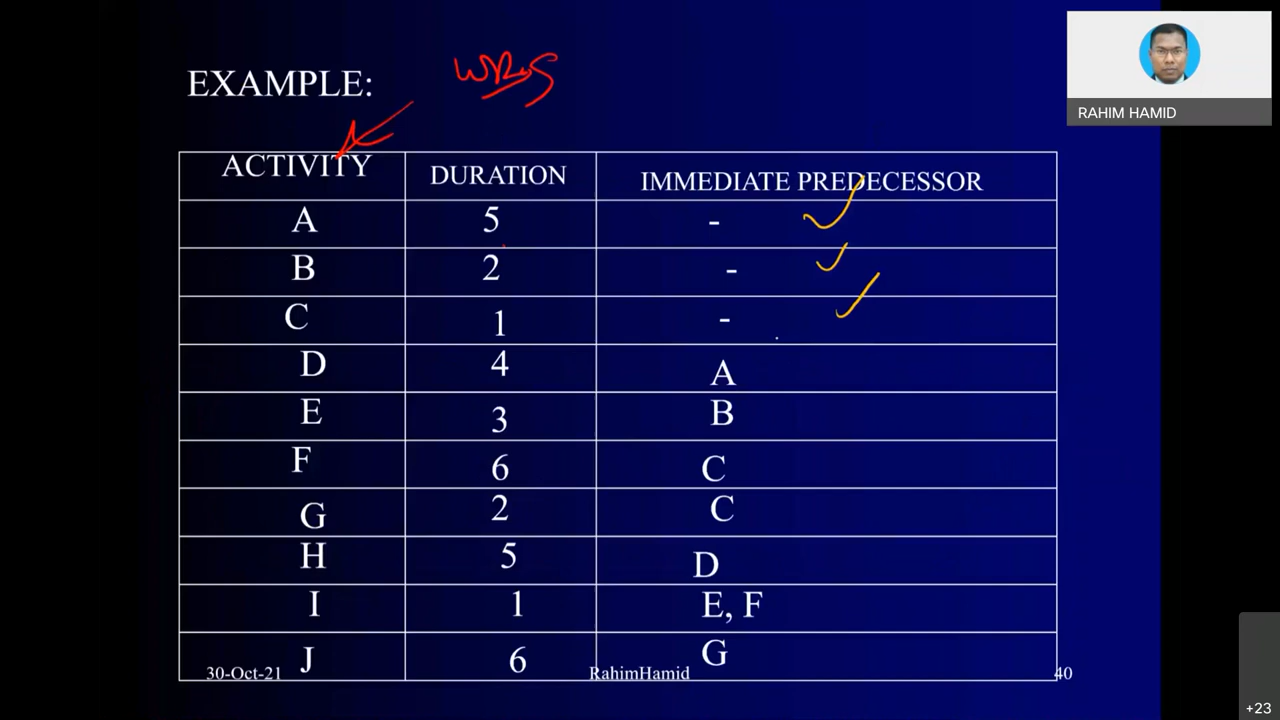 EXAMPLE: WBS
RAHIM HAMID
ACTIVITY DURATION IMMEDIATE PREDECESSOR
A 5 -
B 2 -
C 1 -
D 4 A
E 3 B
F 6 C
G 2 C
H 5 D
I 1 E, F
J 6 G
30-Oct-21 RahimHamid 40
+23